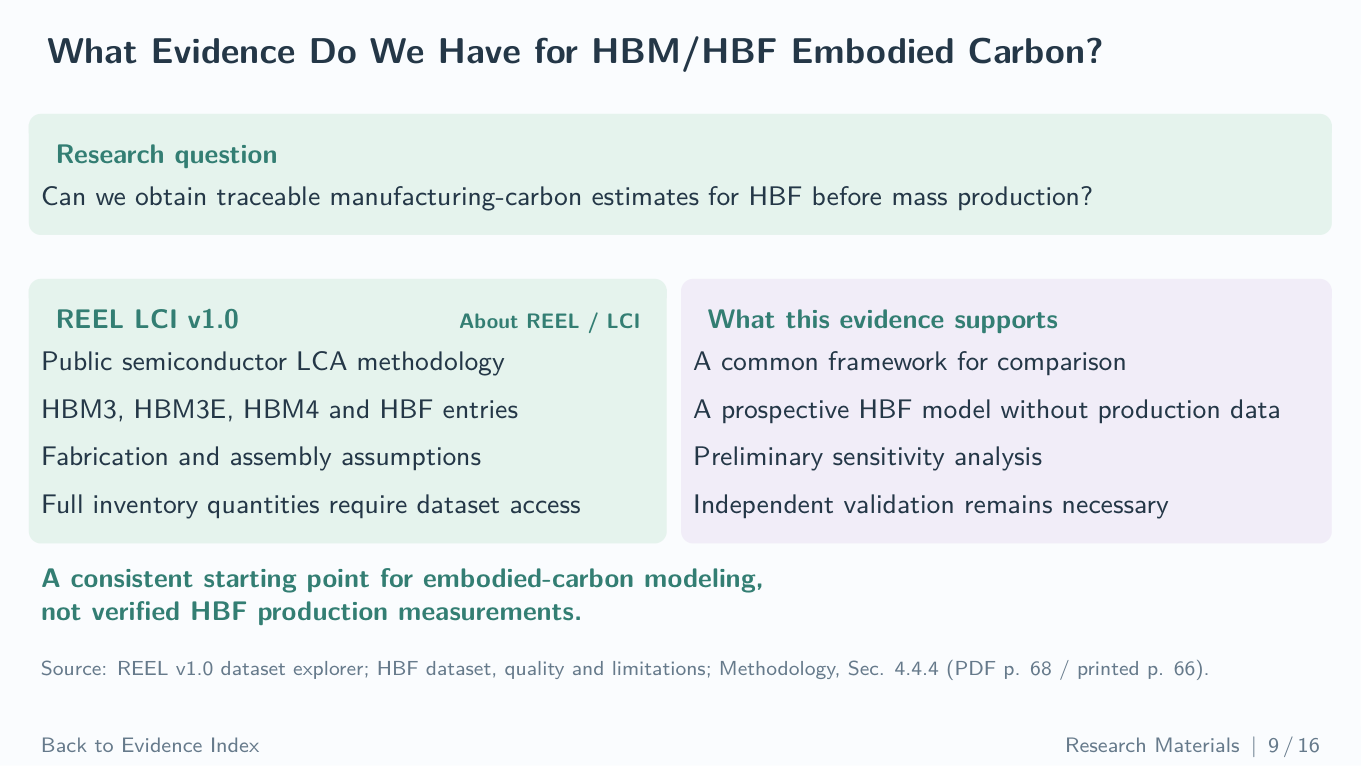 What Evidence Do We Have for HBM/HBF Embodied Carbon?
Research question
Can we obtain traceable manufacturing-carbon estimates for HBF before mass production?
REEL LCI v1.0
About REEL / LCI
Public semiconductor LCA methodology
HBM3, HBM3E, HBM4 and HBF entries
Fabrication and assembly assumptions
Full inventory quantities require dataset access
What this evidence supports
A common framework for comparison
A prospective HBF model without production data
Preliminary sensitivity analysis
Independent validation remains necessary
A consistent starting point for embodied-carbon modeling,
not verified HBF production measurements.
Source: REEL v1.0 dataset explorer; HBF dataset, quality and limitations; Methodology, Sec. 4.4.4 (PDF p. 68 / printed p. 66).
Back to Evidence Index
Research Materials | 9 / 16